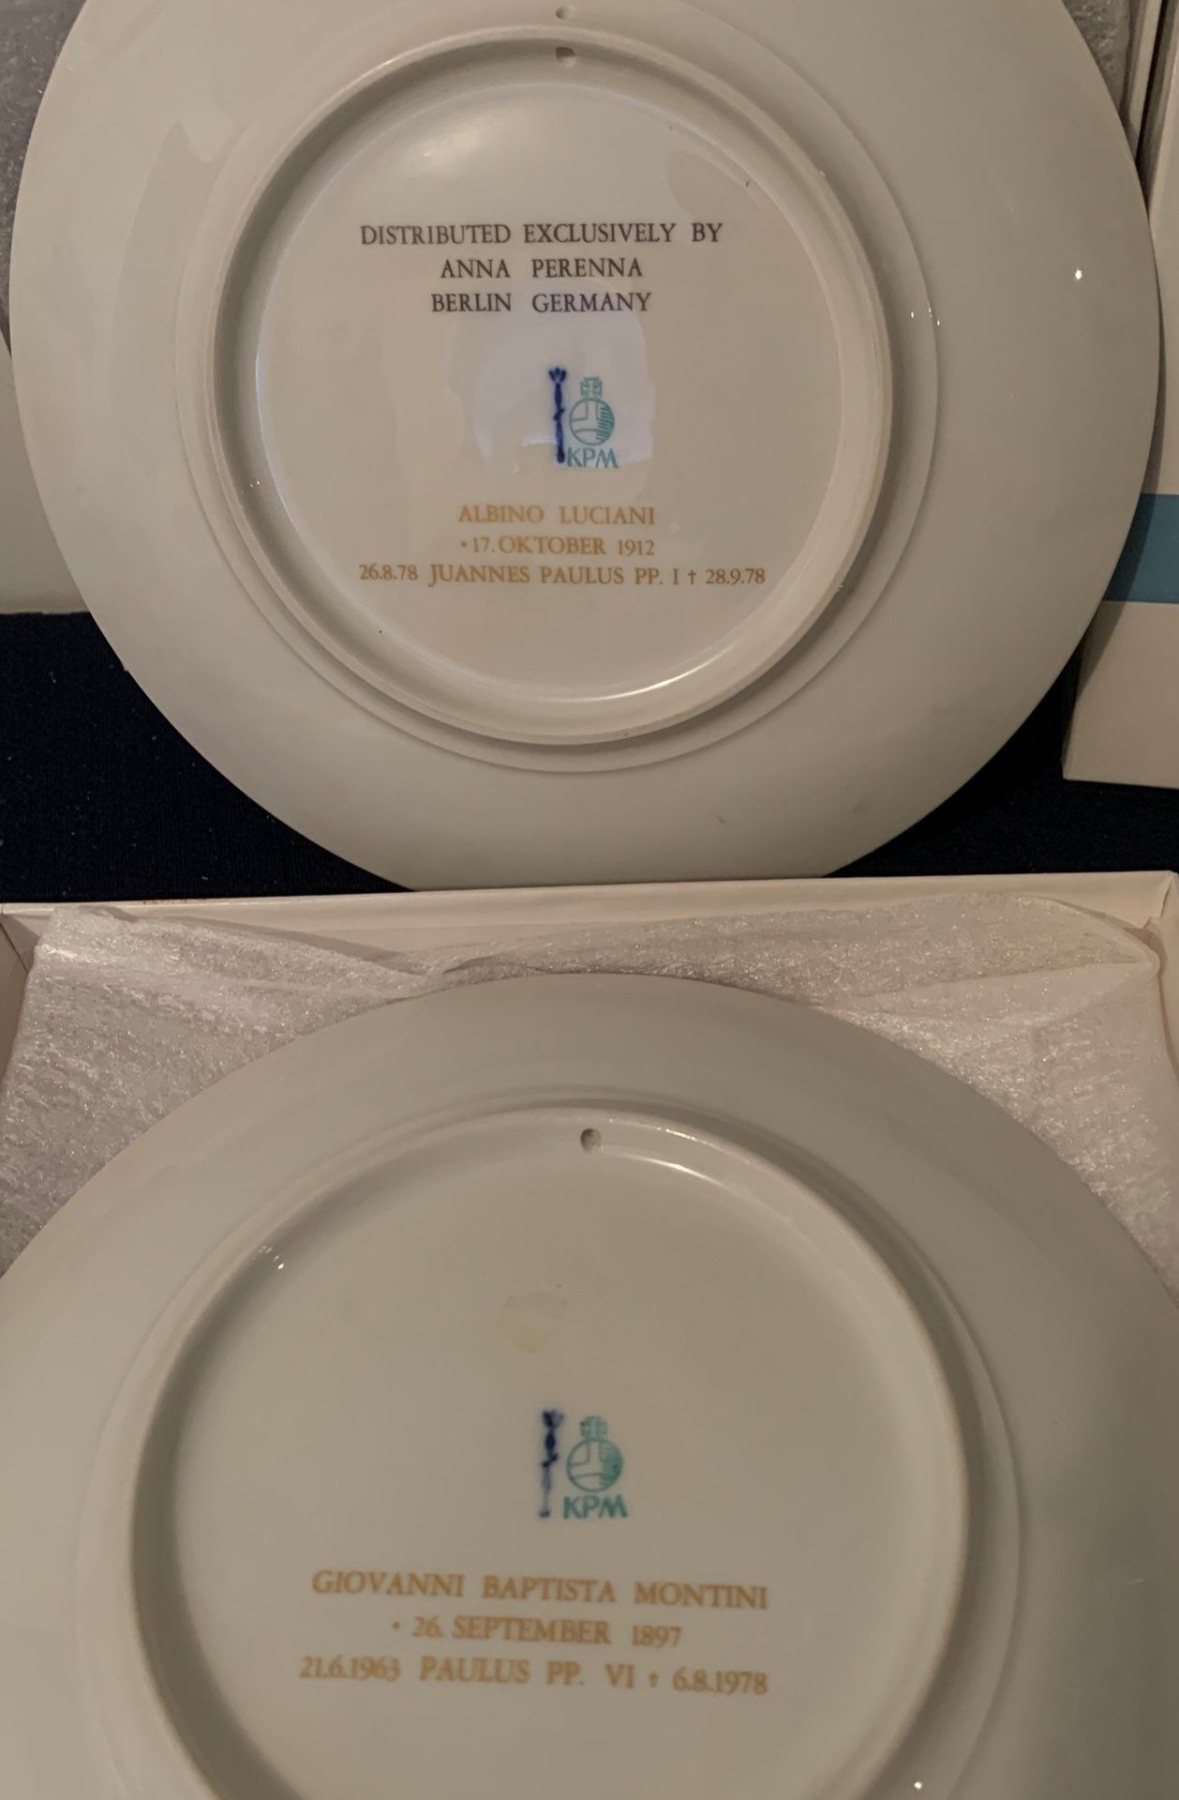 DISTRIBUTED EXCLUSIVELY BY
ANNA PERENNA
BERLIN GERMANY
KPM
ALBINO LUCIANI
• 17. OKTOBER 1912
26.8.78 JUANNES PAULUS PP. I † 28.9.78
KPM
GIOVANNI BAPTISTA MONTINI
• 26. SEPTEMBER 1897
21.6.1963 PAULUS PP. VI † 6.8.1978